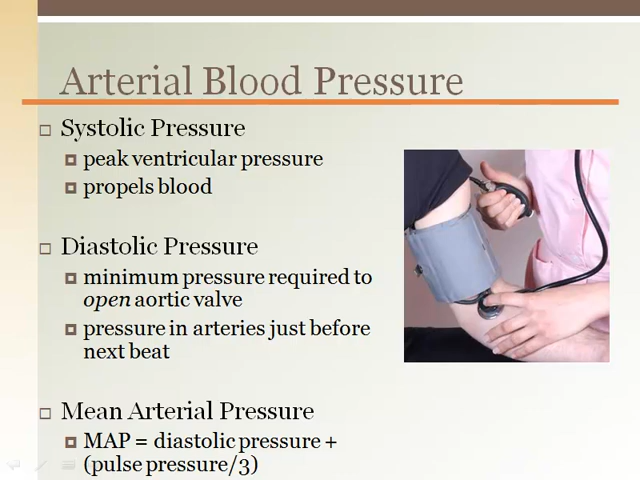 Arterial Blood Pressure
Systolic Pressure
peak ventricular pressure
propels blood
Diastolic Pressure
minimum pressure required to
open aortic valve
pressure in arteries just before
next beat
Mean Arterial Pressure
MAP = diastolic pressure +
(pulse pressure/3)